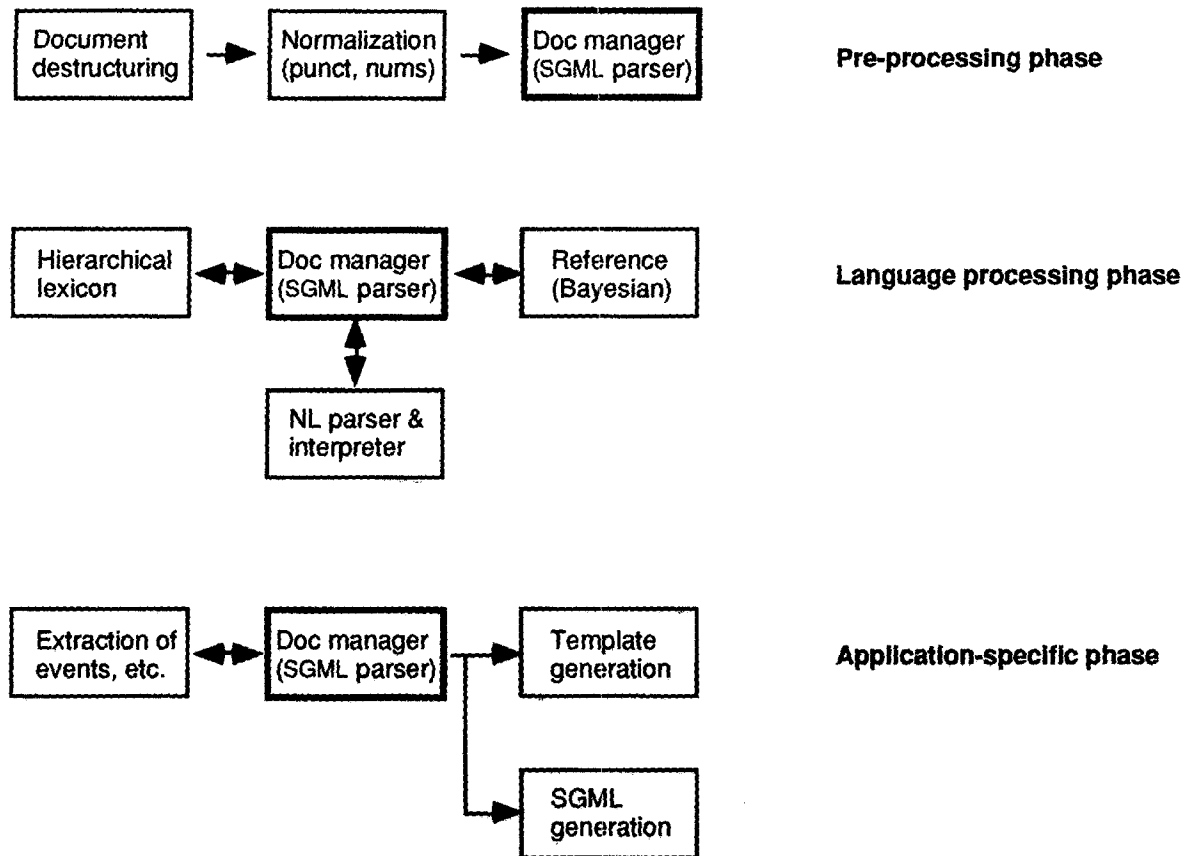 Document
destructuring
Normalization
(punct, nums)
Doc manager
(SGML parser)
Pre-processing phase
Hierarchical
lexicon
Doc manager
(SGML parser)
Reference
(Bayesian)
Language processing phase
NL parser &
interpreter
Extraction of
events, etc.
Doc manager
(SGML parser)
Template
generation
Application-specific phase
SGML
generation